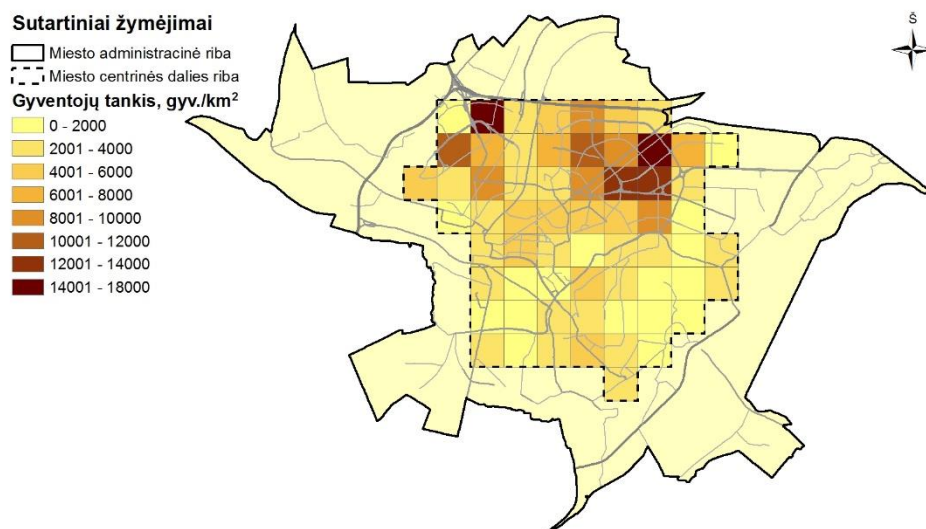 Sutartiniai žymėjimai
Miesto administracinė riba
Miesto centrinės dalies riba
Gyventojų tankis, gyv./km²
0 - 2000
2001 - 4000
4001 - 6000
6001 - 8000
8001 - 10000
10001 - 12000
12001 - 14000
14001 - 18000
Š